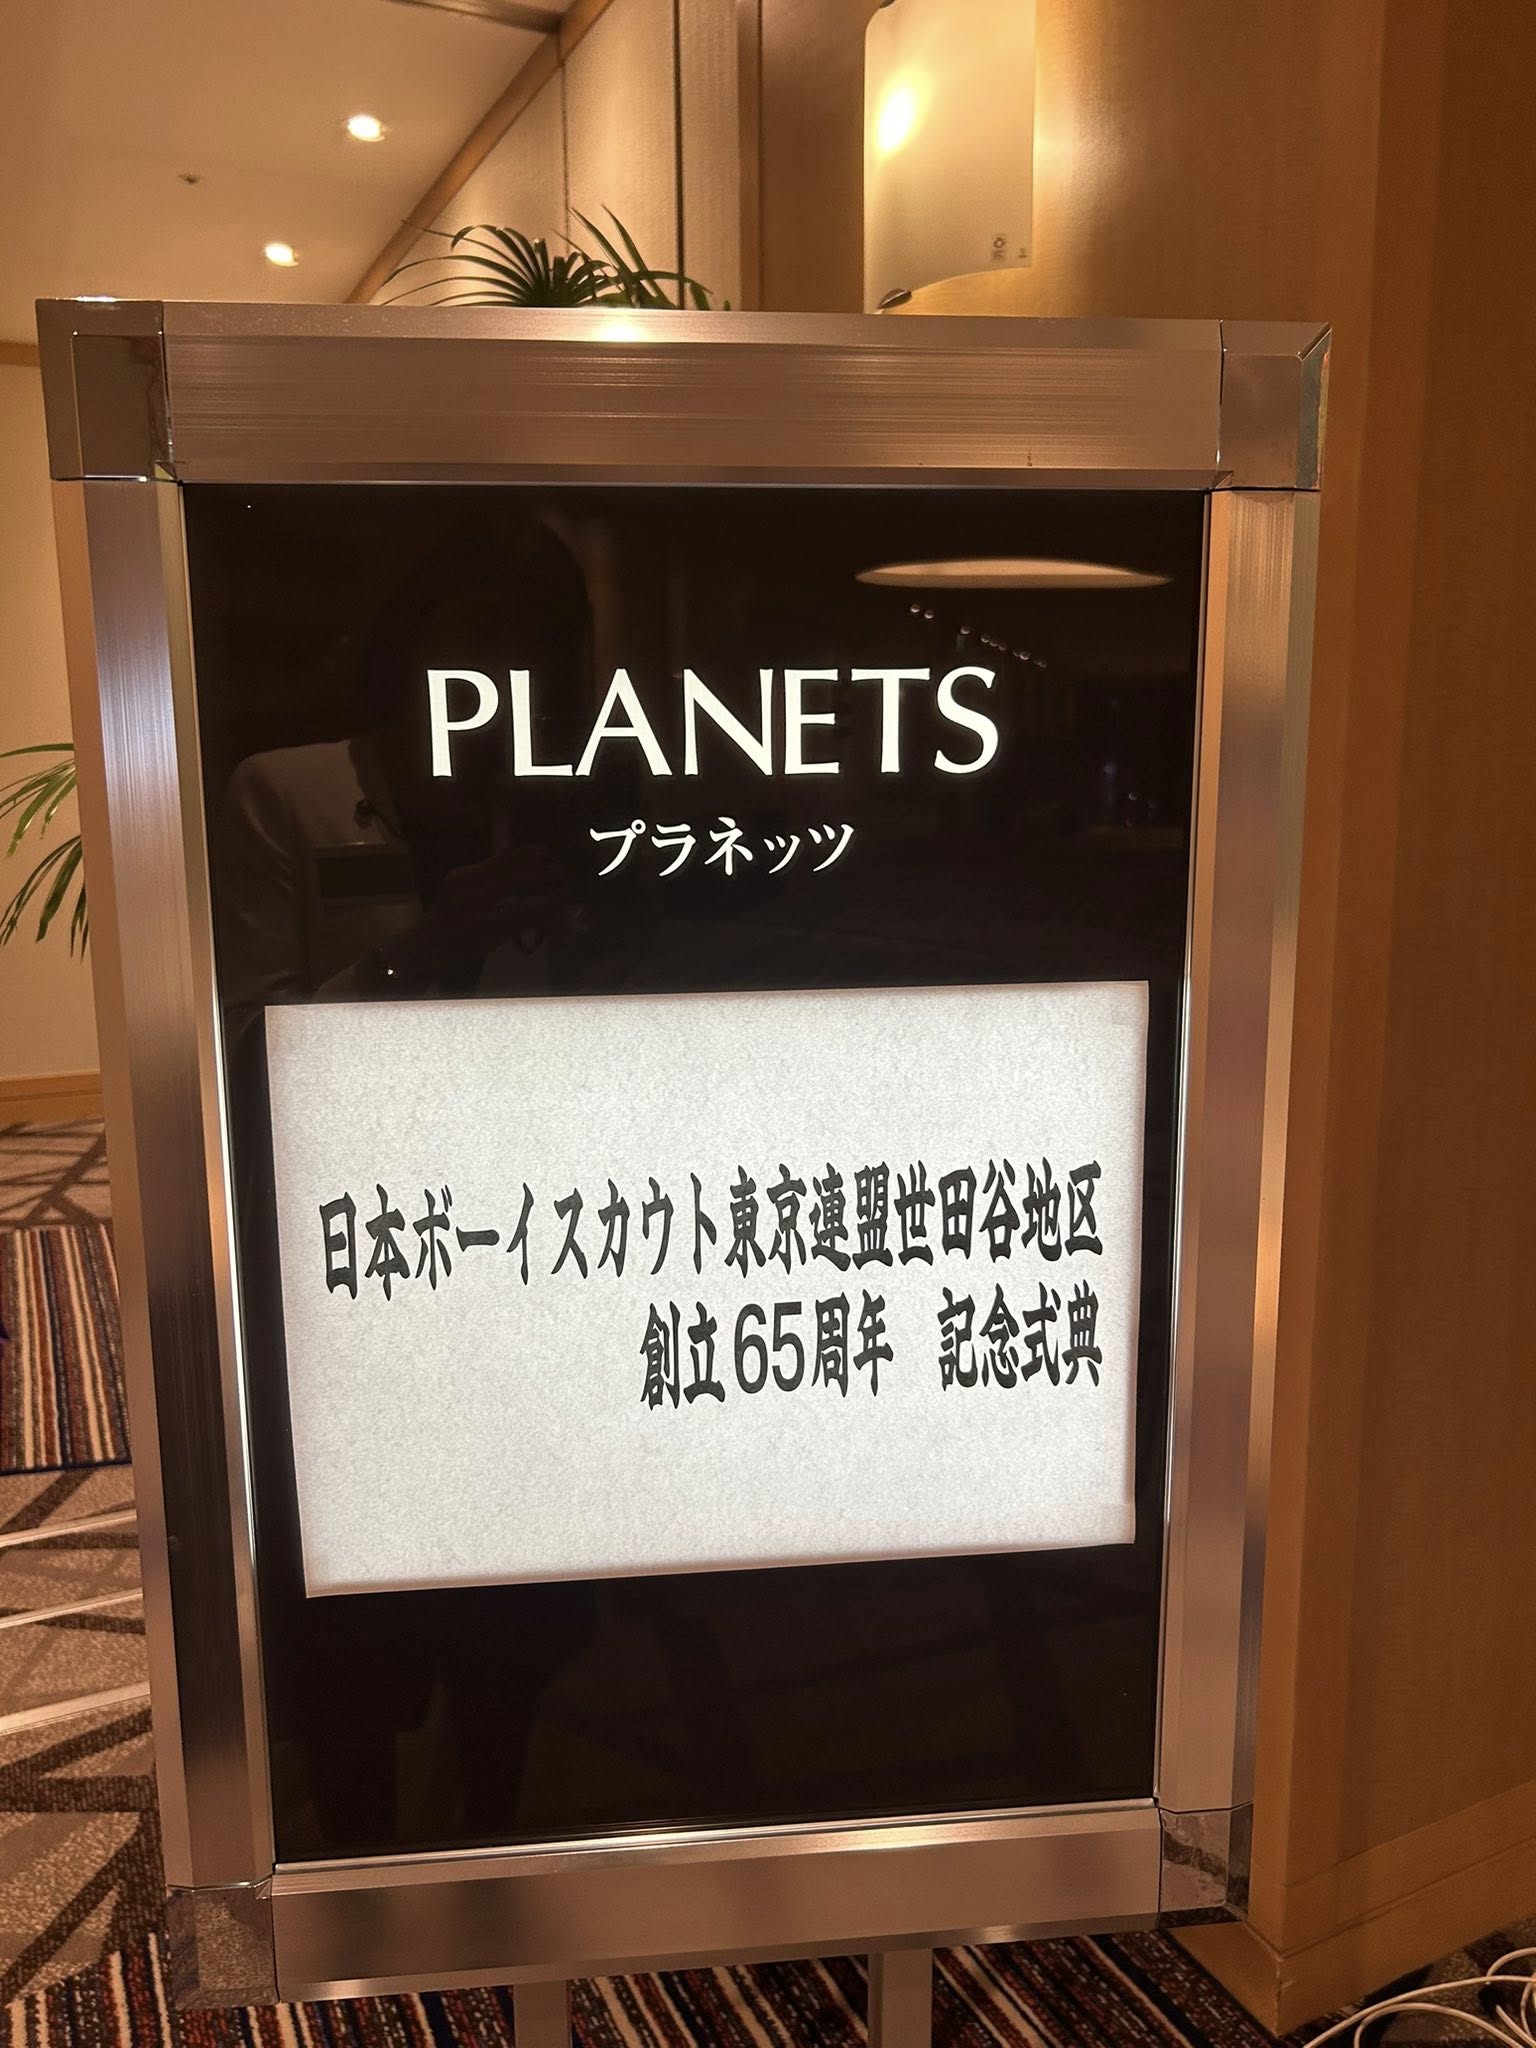 PLANETS
プラネッツ
日本ボーイスカウト東京連盟世田谷地区
創立65周年　記念式典